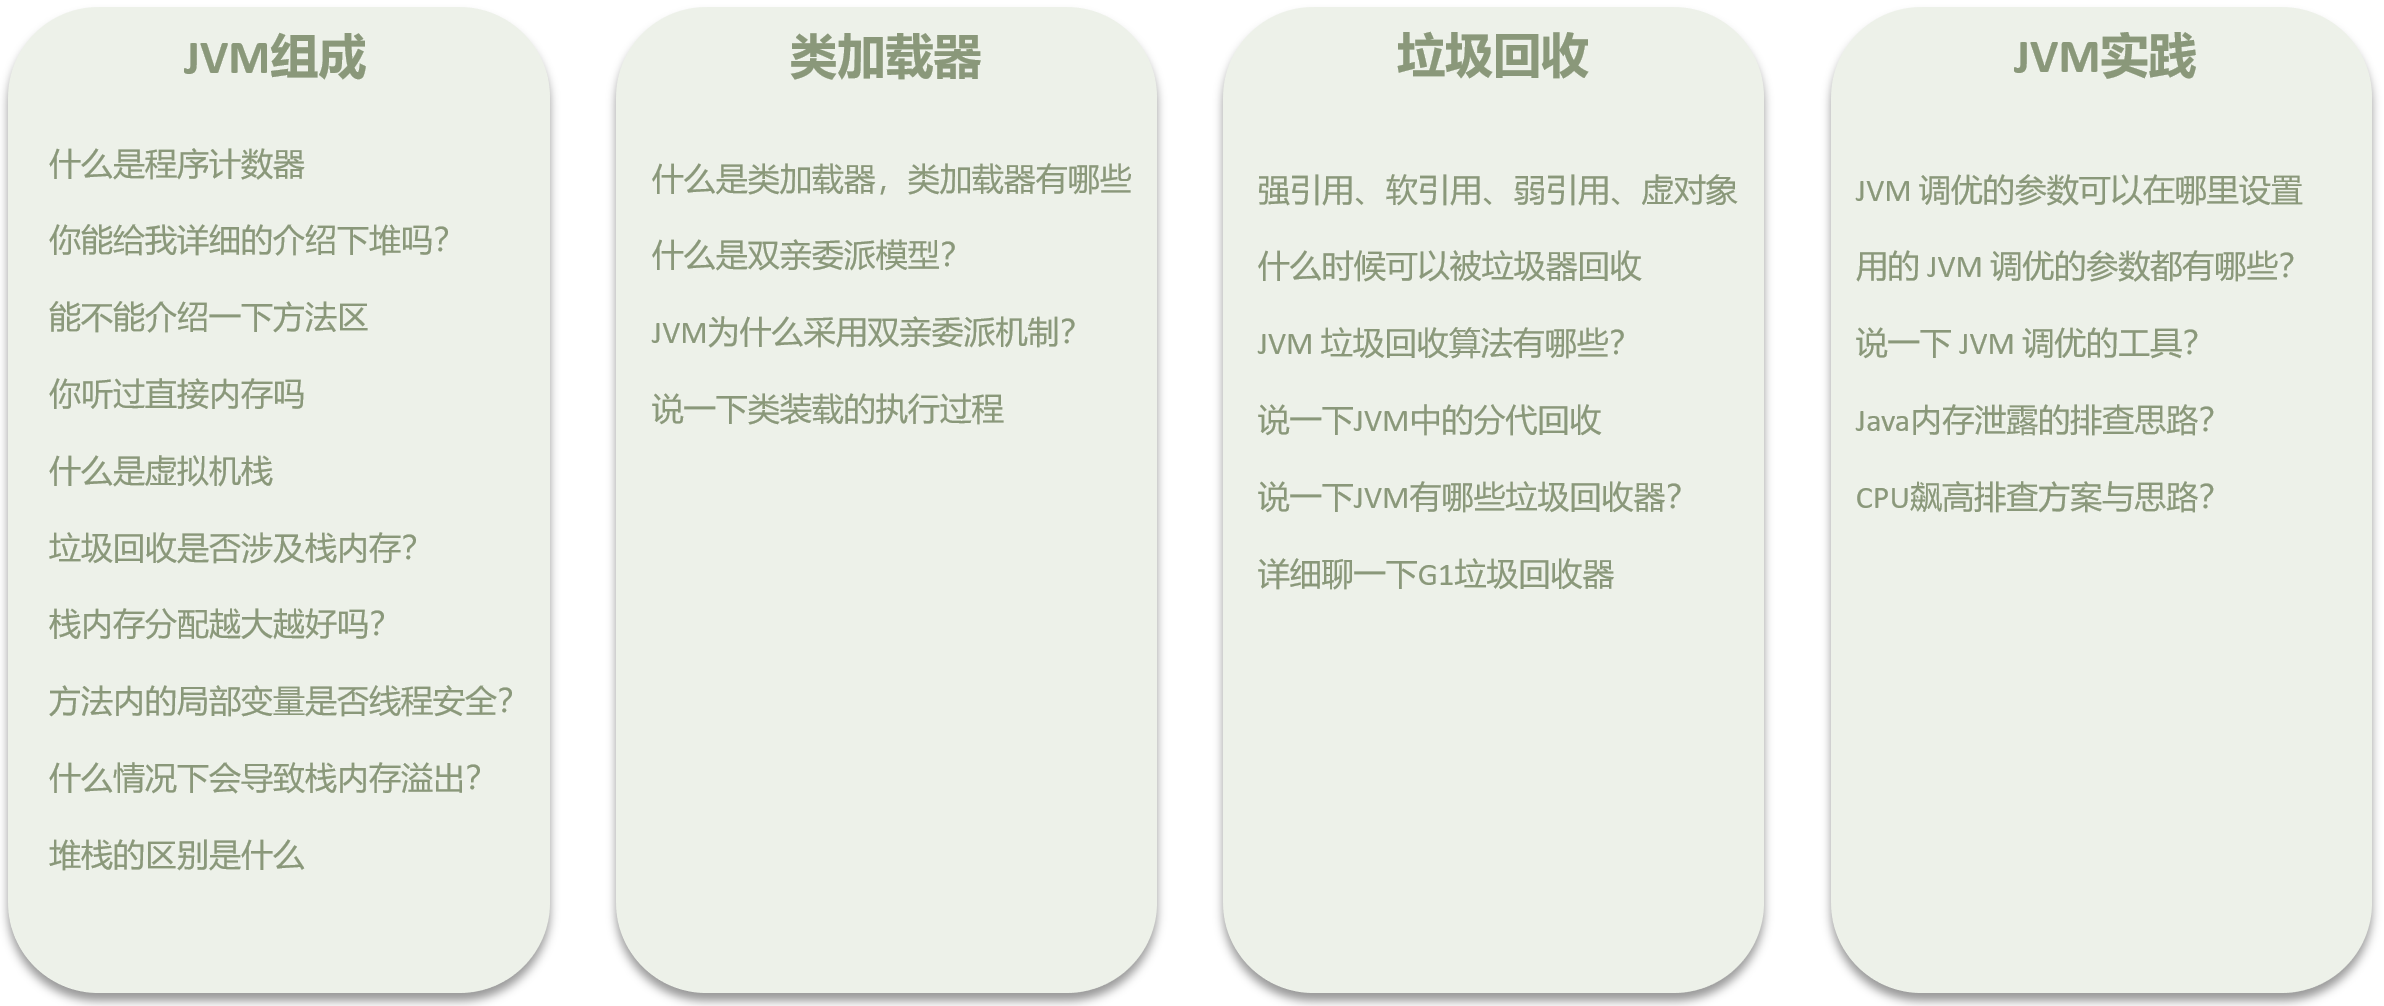 JVM组成
什么是程序计数器
你能给我详细的介绍下堆吗？
能不能介绍一下方法区
你听过直接内存吗
什么是虚拟机栈
垃圾回收是否涉及栈内存？
栈内存分配越大越好吗？
方法内的局部变量是否线程安全？
什么情况下会导致栈内存溢出？
堆栈的区别是什么
类加载器
什么是类加载器，类加载器有哪些
什么是双亲委派模型？
JVM为什么采用双亲委派机制？
说一下类装载的执行过程
垃圾回收
强引用、软引用、弱引用、虚对象
什么时候可以被垃圾器回收
JVM 垃圾回收算法有哪些？
说一下JVM中的分代回收
说一下JVM有哪些垃圾回收器？
详细聊一下G1垃圾回收器
JVM实践
JVM 调优的参数可以在哪里设置
用的 JVM 调优的参数都有哪些？
说一下 JVM 调优的工具？
Java内存泄露的排查思路？
CPU飙高排查方案与思路？